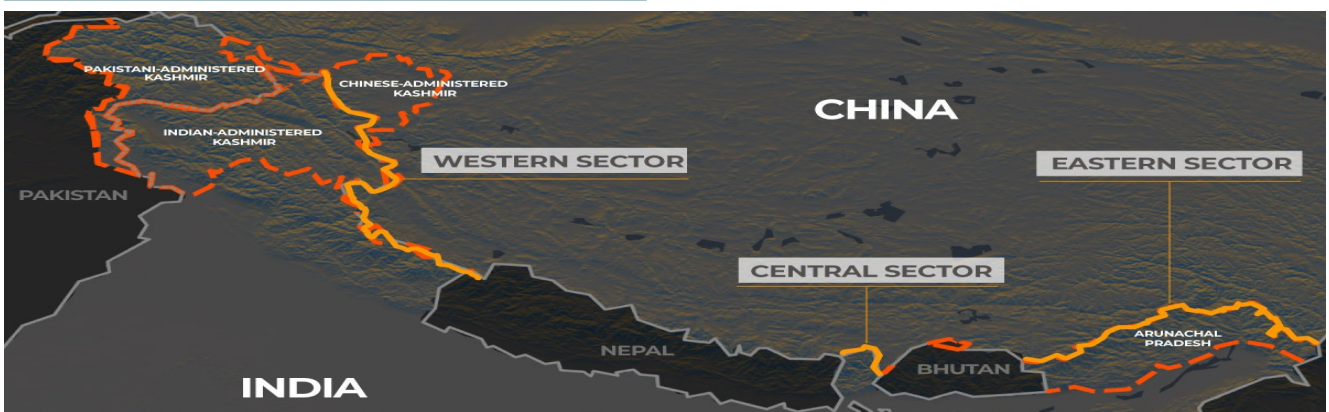 PAKISTANI-ADMINISTERED
KASHMIR
CHINESE-ADMINISTERED
KASHMIR
CHINA
INDIAN-ADMINISTERED
KASHMIR
WESTERN SECTOR
EASTERN SECTOR
PAKISTAN
CENTRAL SECTOR
ARUNACHAL
PRADESH
NEPAL
BHUTAN
INDIA